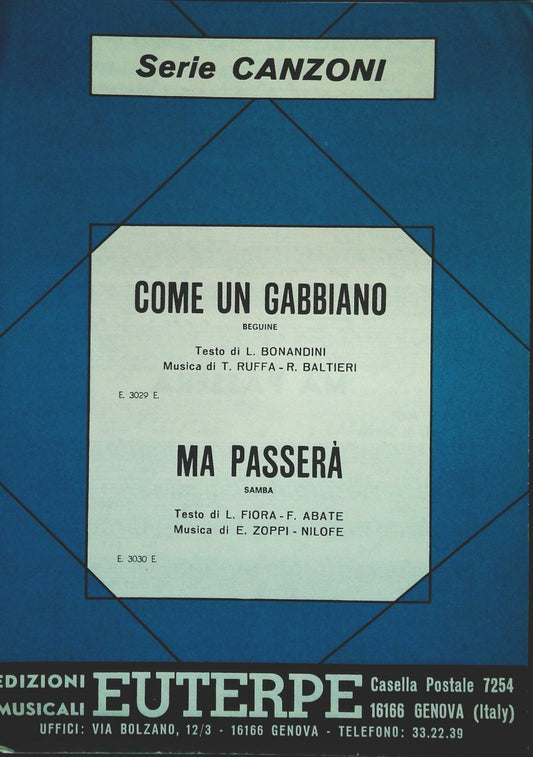 Serie CANZONI
COME UN GABBIANO
BEGUINE
Testo di L. BONANDINI
Musica di T. RUFFA - R. BALTIERI
E. 3029 E.
MA PASSERÀ
SAMBA
Testo di L. FIORA - F. ABATE
Musica di E. ZOPPI - NILOFE
E. 3030 E.
EDIZIONI MUSICALI EUTERPE
Casella Postale 7254
16166 GENOVA (Italy)
UFFICI: VIA BOLZANO, 12/3 - 16166 GENOVA - TELEFONO: 33.22.39